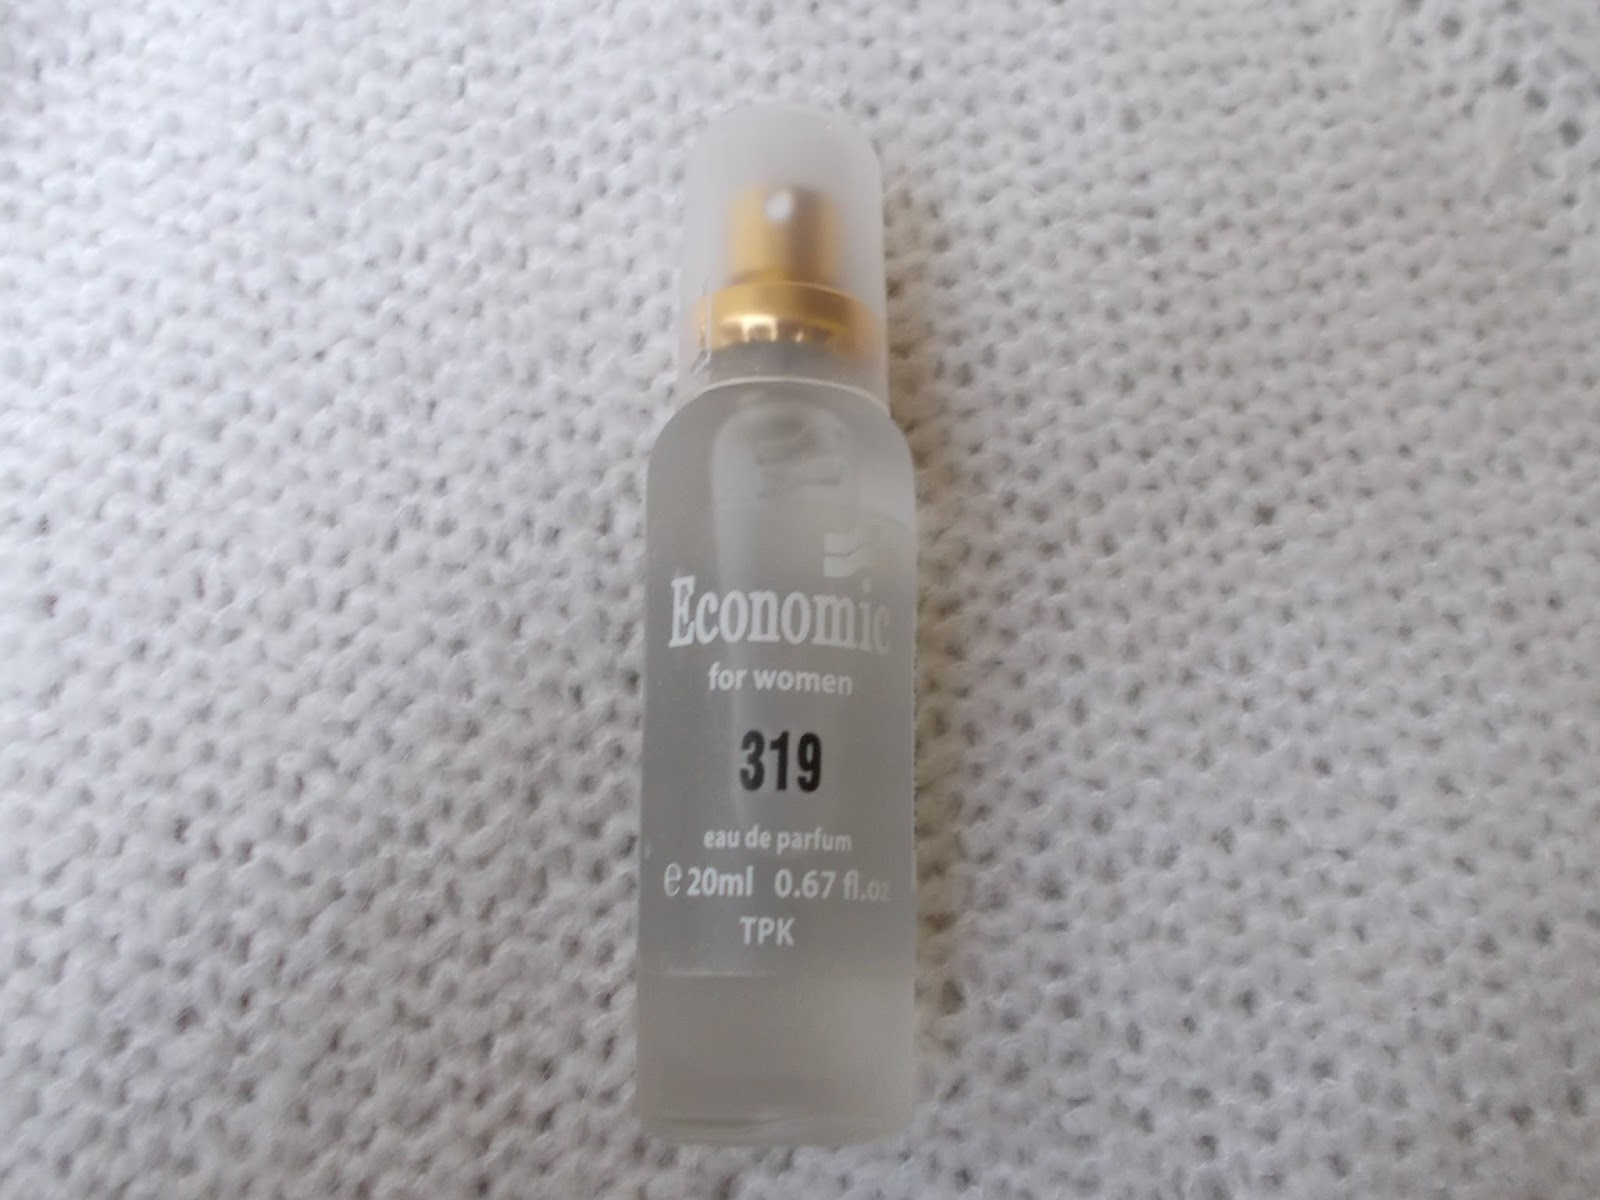 Economic
for women
319
eau de parfum
℮ 20ml 0.67 fl.oz
TPK